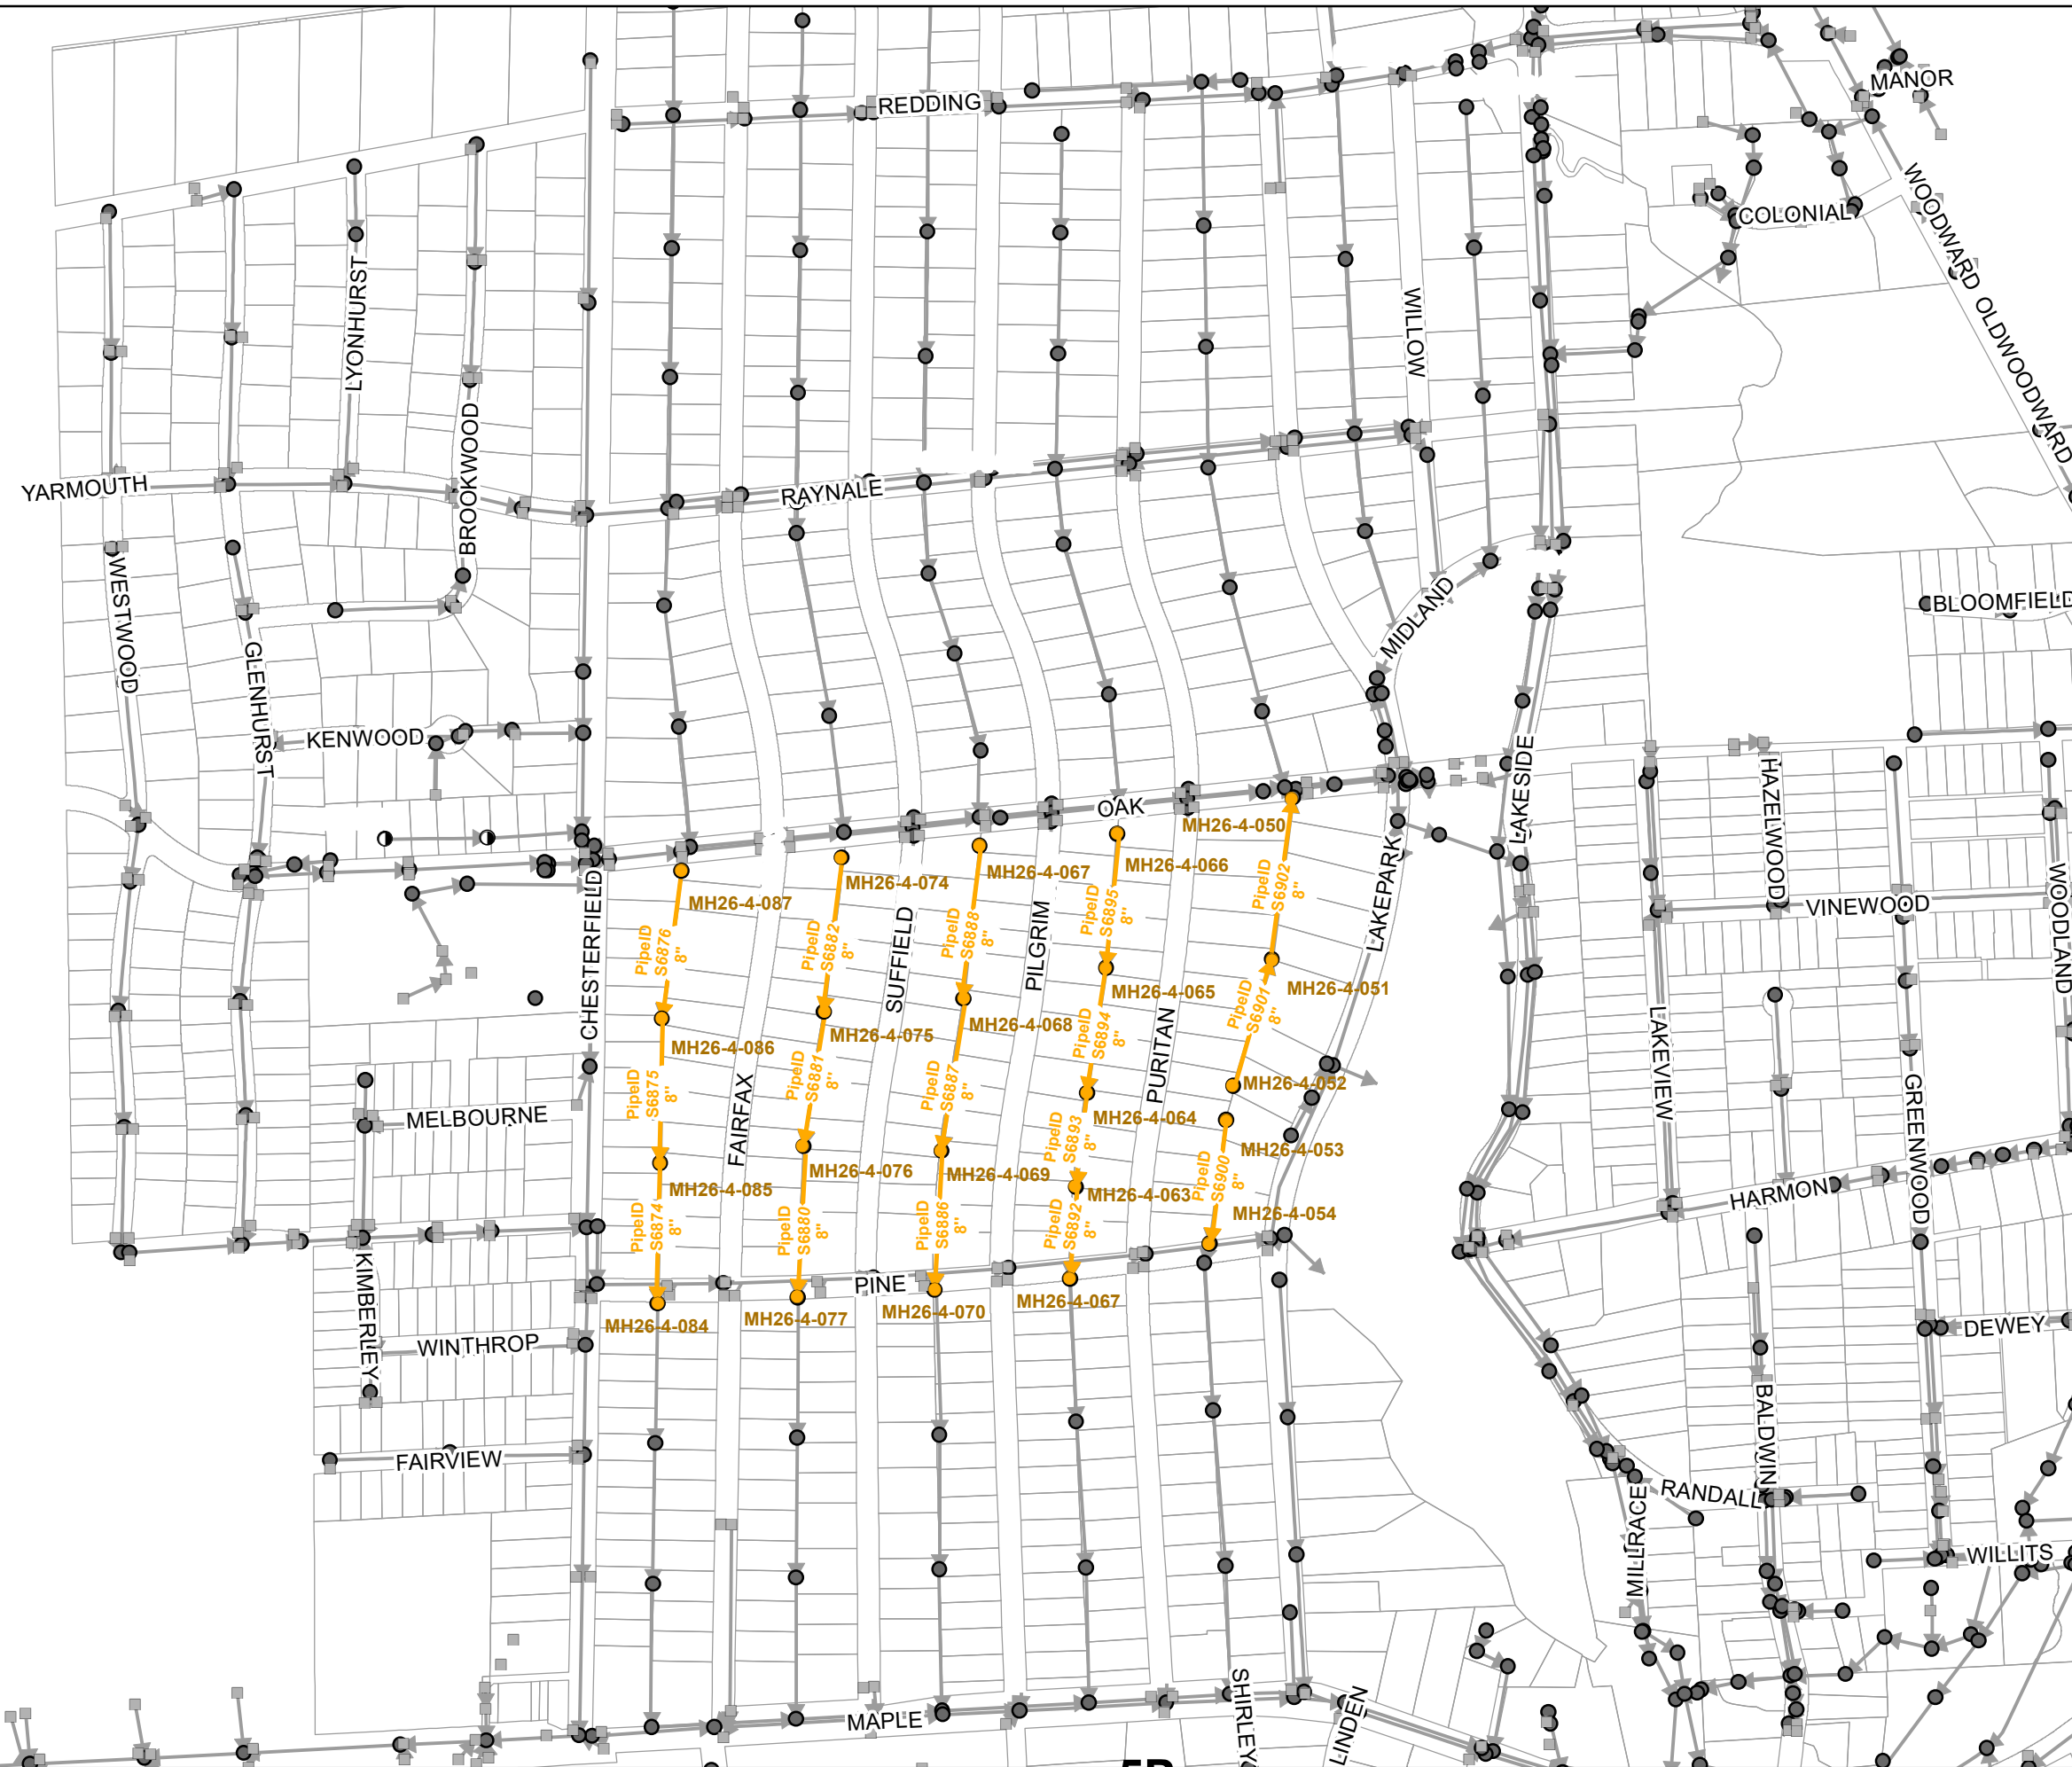 REDDING
MANOR
COLONIAL
WOODWARD
OLDWOODWARD
LYONHURST
WILLOW
BROOKWOOD
YARMOUTH
RAYNALE
WESTWOOD
GLENHURST
MIDLAND
BLOOMFIELD
KENWOOD
OAK
LAKESIDE
HAZELWOOD
MH26-4-050
MH26-4-087
MH26-4-074
MH26-4-067
MH26-4-066
CHESTERFIELD
SUFFIELD
PILGRIM
LAKEPARK
VINEWOOD
WOODLAND
PipeID
S6876
8"
PipeID
S6882
8"
PipeID
S6888
8"
PipeID
S6895
8"
PipeID
S6902
8"
MH26-4-086
MH26-4-075
MH26-4-068
MH26-4-065
MH26-4-051
PipeID
S6875
8"
PipeID
S6881
8"
PipeID
S6887
8"
PipeID
S6894
8"
PipeID
S6901
8"
FAIRFAX
PURITAN
LAKEVIEW
GREENWOOD
MELBOURNE
MH26-4-085
MH26-4-076
MH26-4-069
MH26-4-064
MH26-4-052
MH26-4-053
PipeID
S6893
8"
MH26-4-063
PipeID
S6900
8"
MH26-4-054
HARMON
PipeID
S6874
8"
PipeID
S6880
8"
PipeID
S6886
8"
PipeID
S6892
8"
PINE
MH26-4-084
MH26-4-077
MH26-4-070
MH26-4-067
KIMBERLEY
WINTHROP
DEWEY
FAIRVIEW
BALDWIN
RANDALL
MILLRACE
WILLITS
MAPLE
SHIRLEY
LINDEN